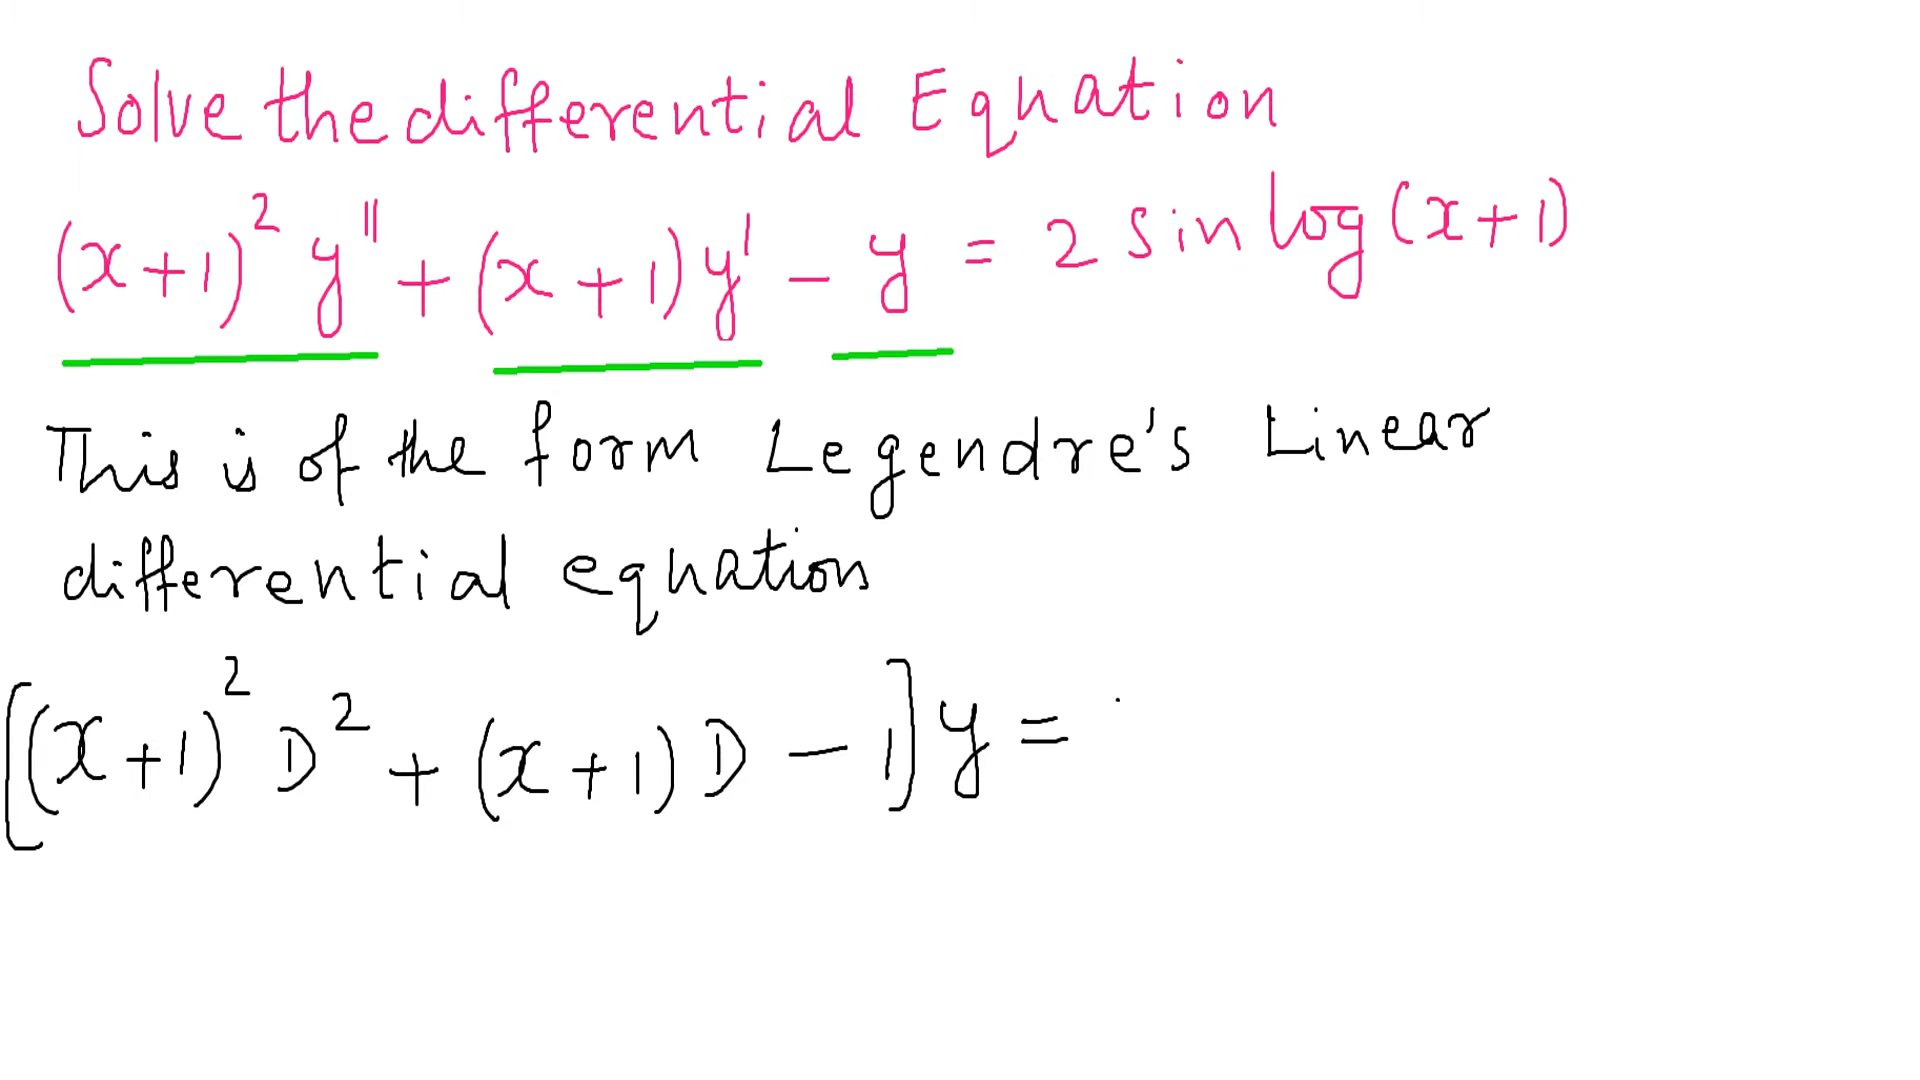 Solve the differential Equation
(x+1)² y'' + (x+1) y' - y = 2 sin log (x+1)
This is of the form Legendre's Linear
differential equation
[(x+1)² D² + (x+1) D - 1] y =